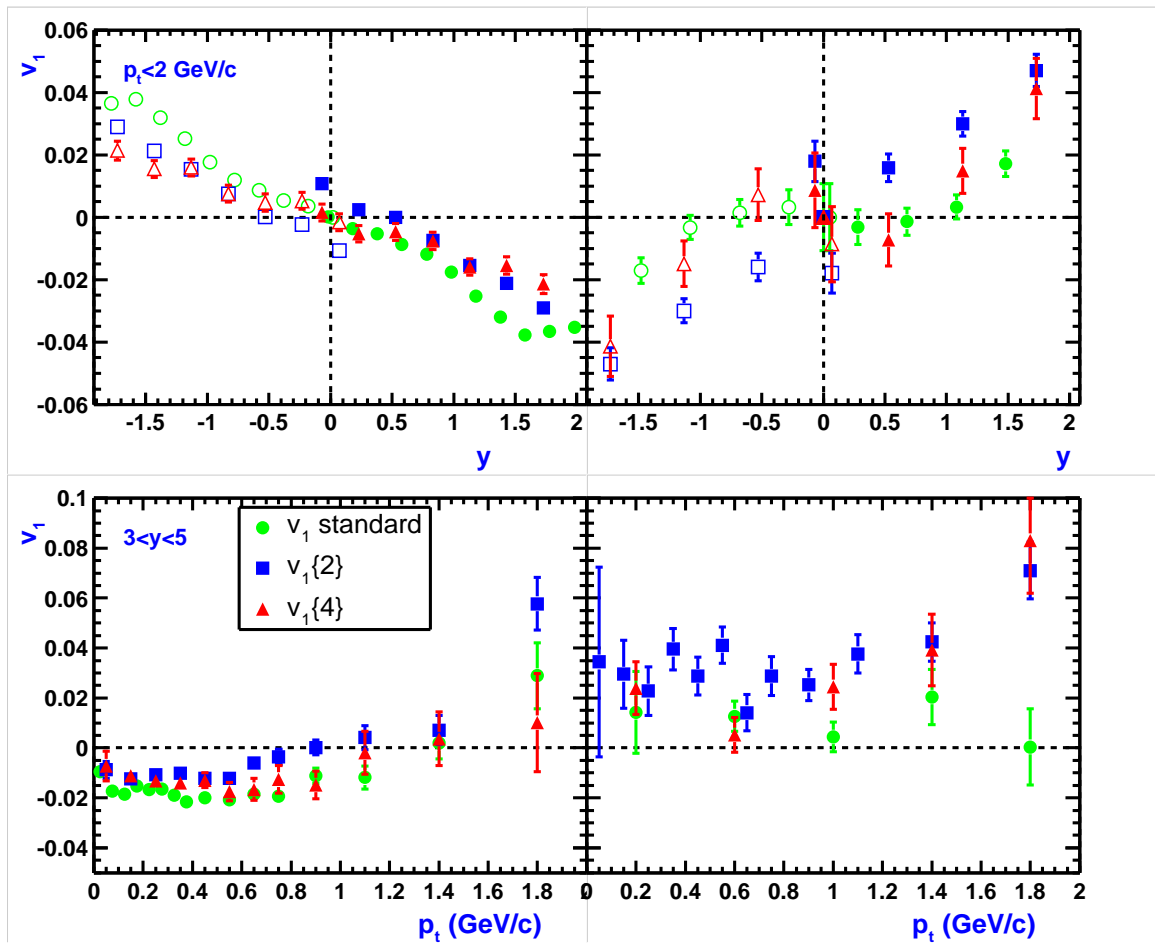 0.06
0.04
0.02
0
-0.02
-0.04
-0.06
v₁
pₜ<2 GeV/c
-1.5 -1 -0.5 0 0.5 1 1.5 2
y
-1.5 -1 -0.5 0 0.5 1 1.5 2
y
0.1
0.08
0.06
0.04
0.02
0
-0.02
-0.04
v₁
3<y<5
v₁ standard
v₁{2}
v₁{4}
0 0.2 0.4 0.6 0.8 1 1.2 1.4 1.6 1.8
pₜ (GeV/c)
0 0.2 0.4 0.6 0.8 1 1.2 1.4 1.6 1.8 2
pₜ (GeV/c)